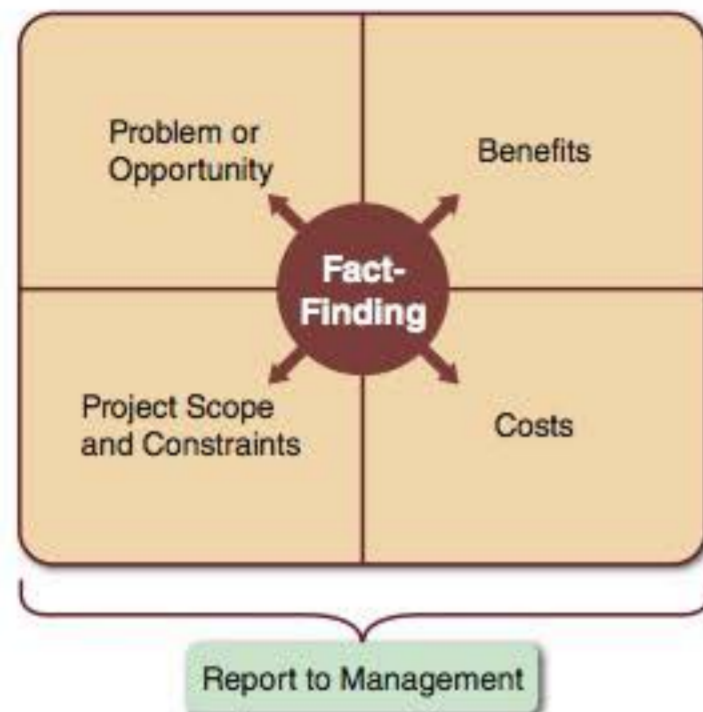 Problem or
Opportunity
Benefits
Fact-
Finding
Project Scope
and Constraints
Costs
Report to Management